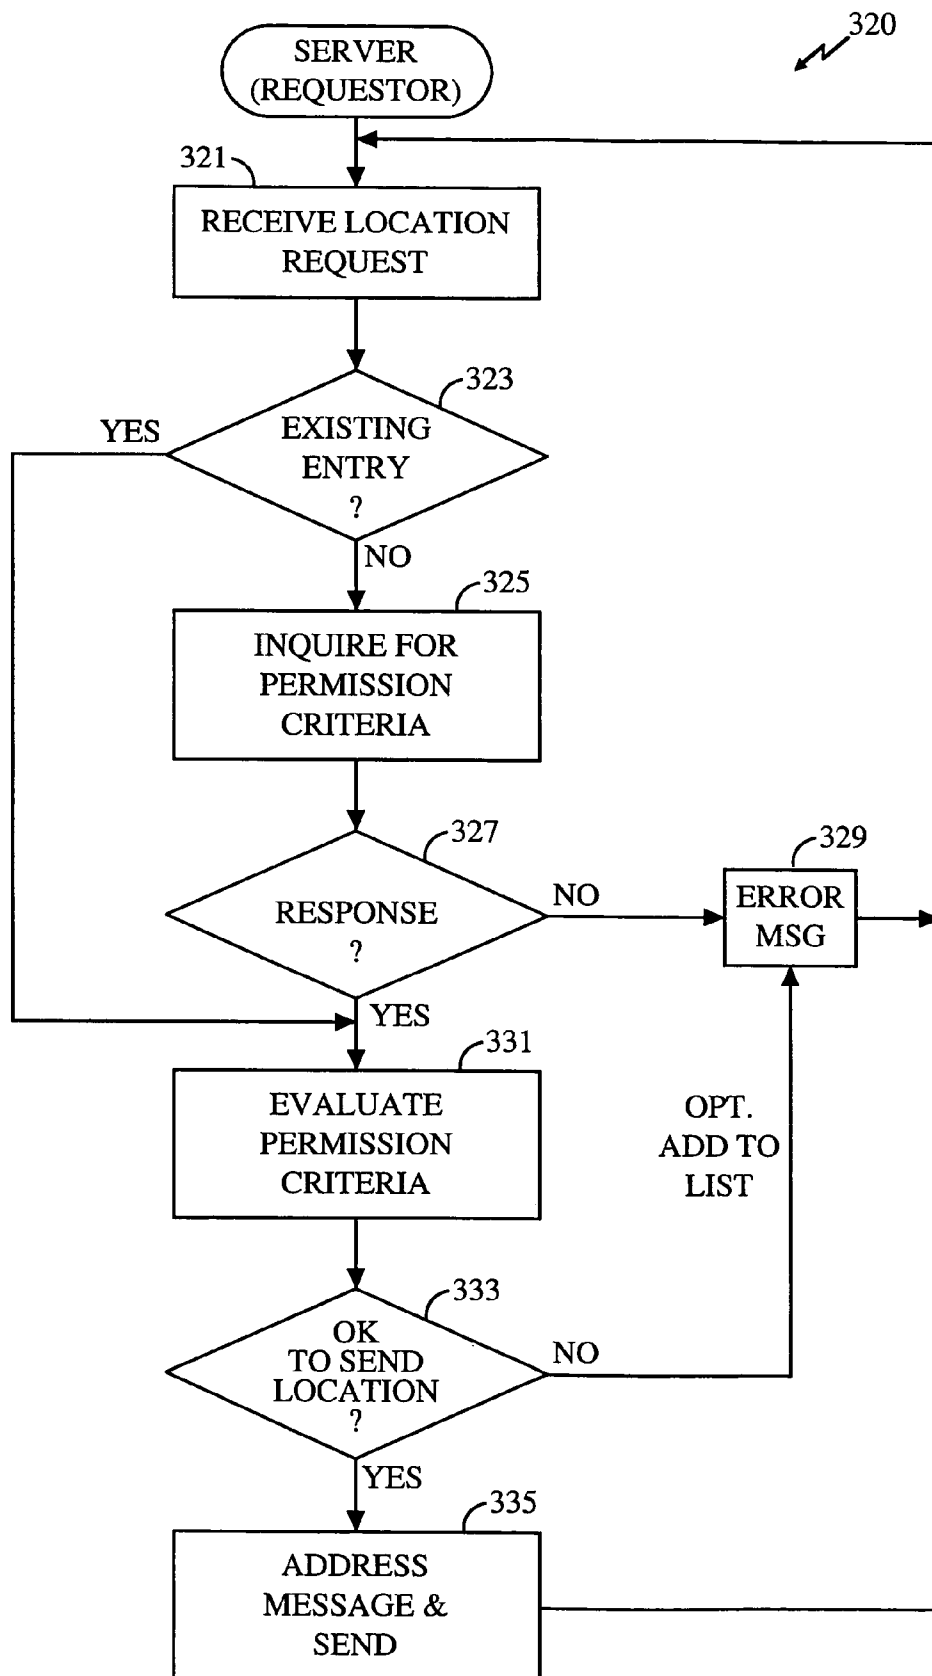 320
SERVER
(REQUESTOR)
321
RECEIVE LOCATION
REQUEST
323
YES
EXISTING
ENTRY
?
NO
325
INQUIRE FOR
PERMISSION
CRITERIA
327
RESPONSE
?
NO
329
ERROR
MSG
YES
331
EVALUATE
PERMISSION
CRITERIA
OPT.
ADD TO
LIST
333
OK
TO SEND
LOCATION
?
NO
YES
335
ADDRESS
MESSAGE &
SEND